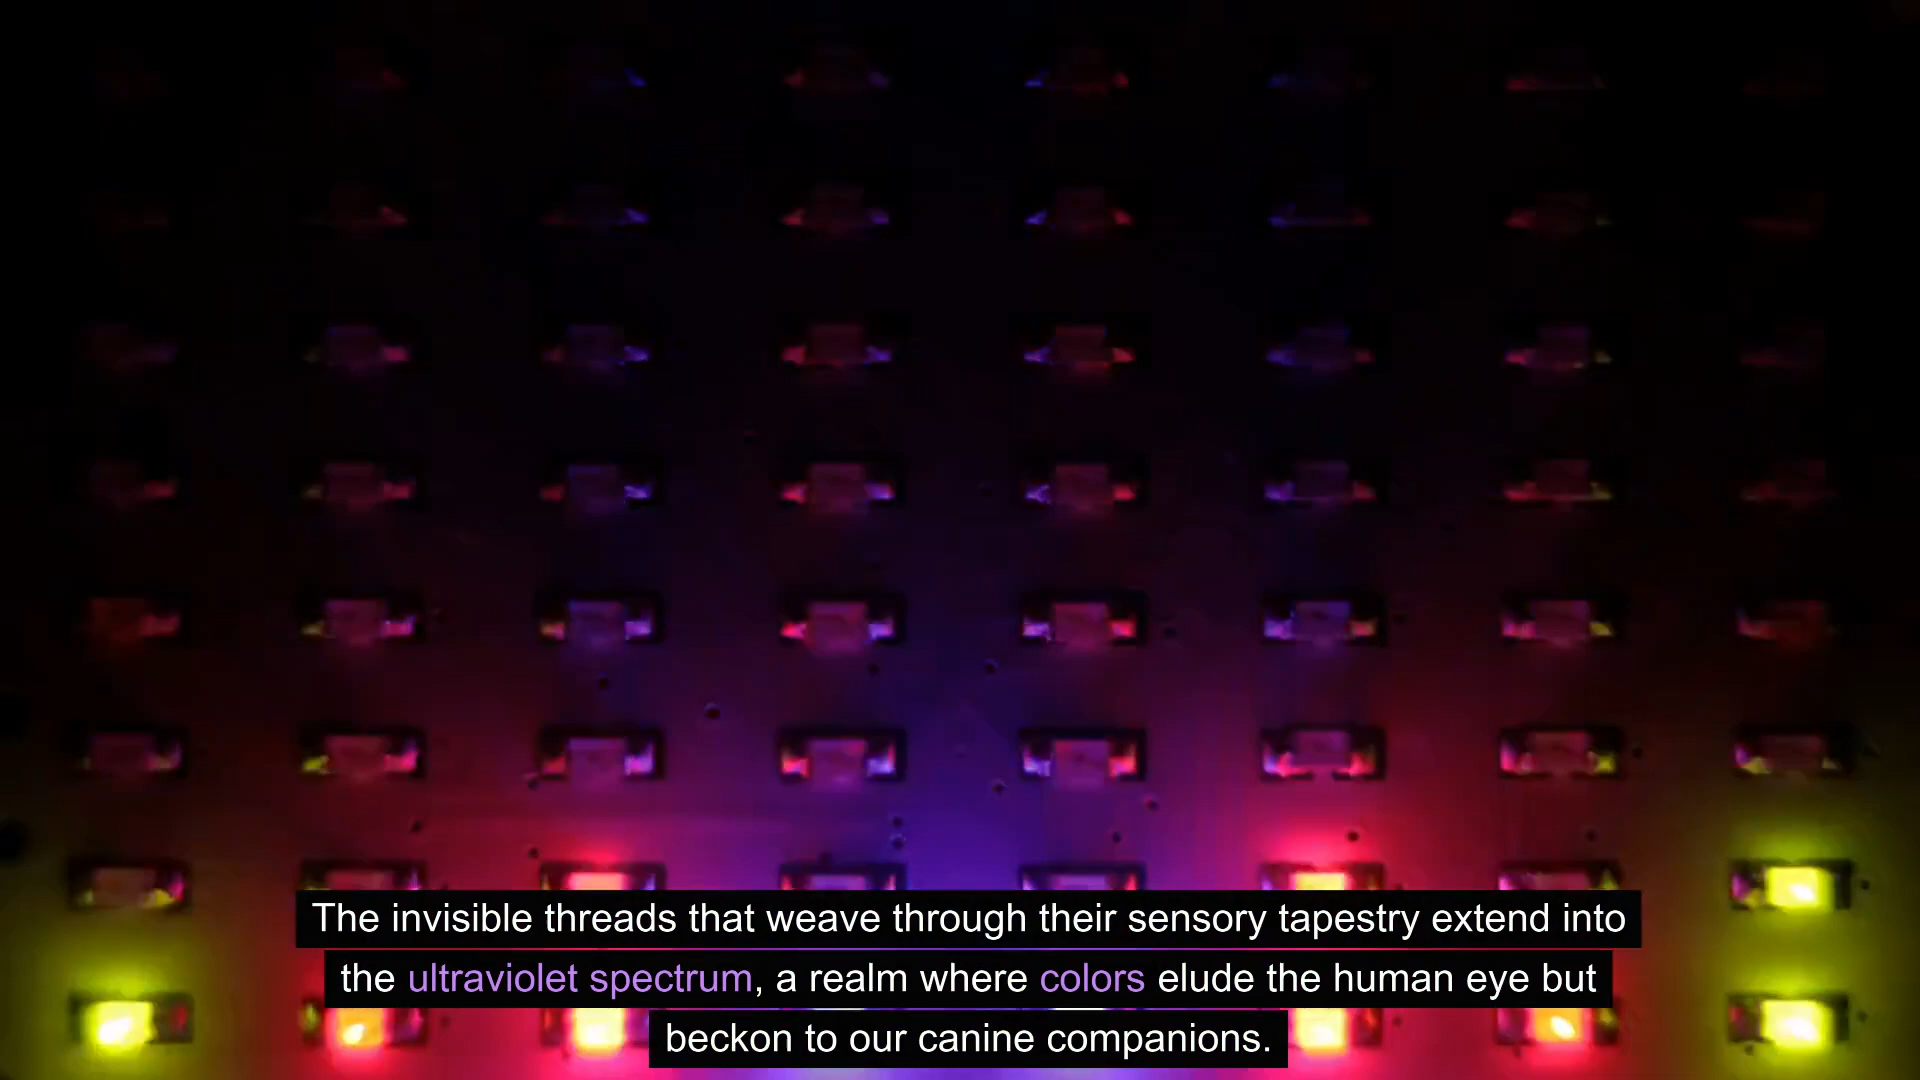 The invisible threads that weave through their sensory tapestry extend into
the ultraviolet spectrum, a realm where colors elude the human eye but
beckon to our canine companions.